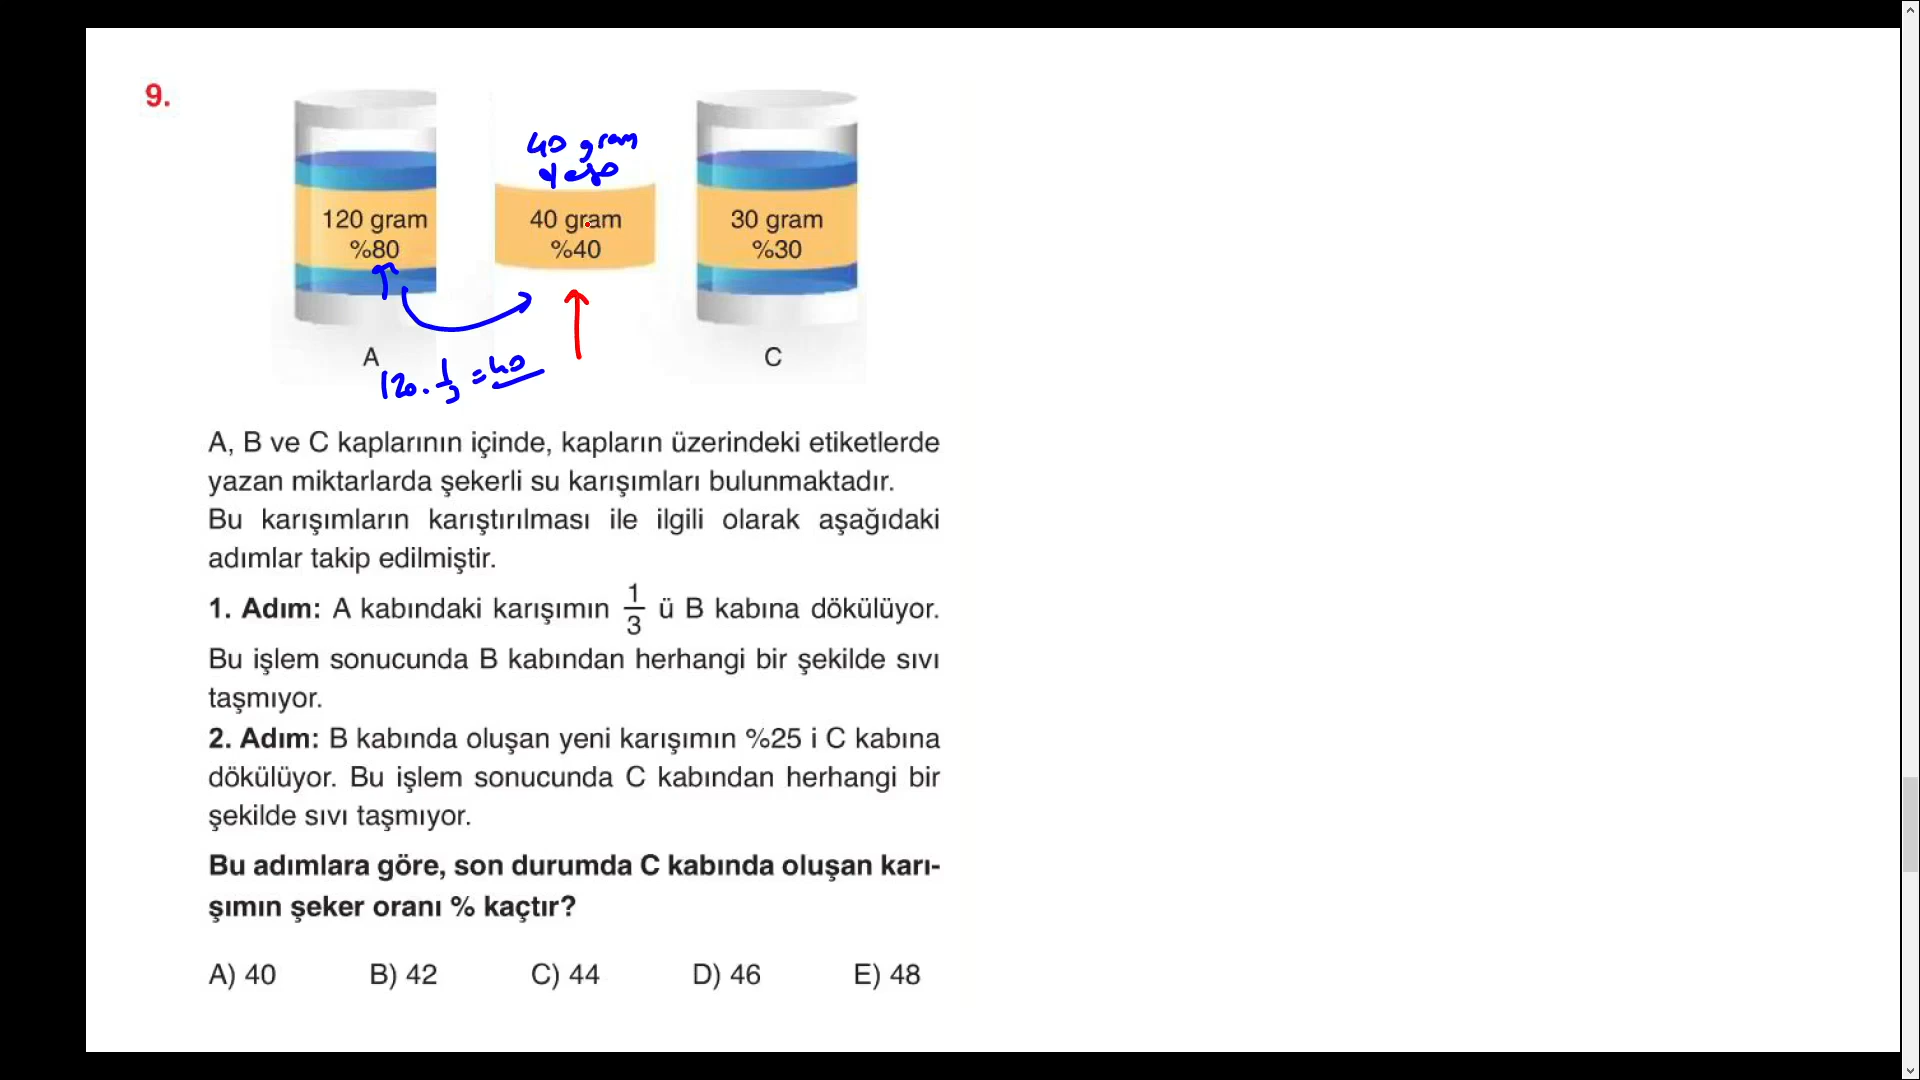 9.
40 gram
%80
120 gram
%80
40 gram
%40
30 gram
%30
A
C
120 · 1/3 = 40
A, B ve C kaplarının içinde, kapların üzerindeki etiketlerde
yazan miktarlarda şekerli su karışımları bulunmaktadır.
Bu karışımların karıştırılması ile ilgili olarak aşağıdaki
adımlar takip edilmiştir.
1. Adım: A kabındaki karışımın 1/3 ü B kabına dökülüyor.
Bu işlem sonucunda B kabından herhangi bir şekilde sıvı
taşmıyor.
2. Adım: B kabında oluşan yeni karışımın %25 i C kabına
dökülüyor. Bu işlem sonucunda C kabından herhangi bir
şekilde sıvı taşmıyor.
Bu adımlara göre, son durumda C kabında oluşan karı-
şımın şeker oranı % kaçtır?
A) 40 B) 42 C) 44 D) 46 E) 48